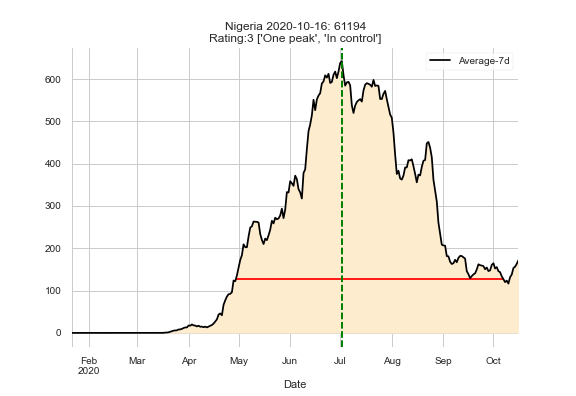 Nigeria 2020-10-16: 61194
Rating:3 ['One peak', 'In control']
Average-7d
600
500
400
300
200
100
0
Feb Mar Apr May Jun Jul Aug Sep Oct
2020
Date